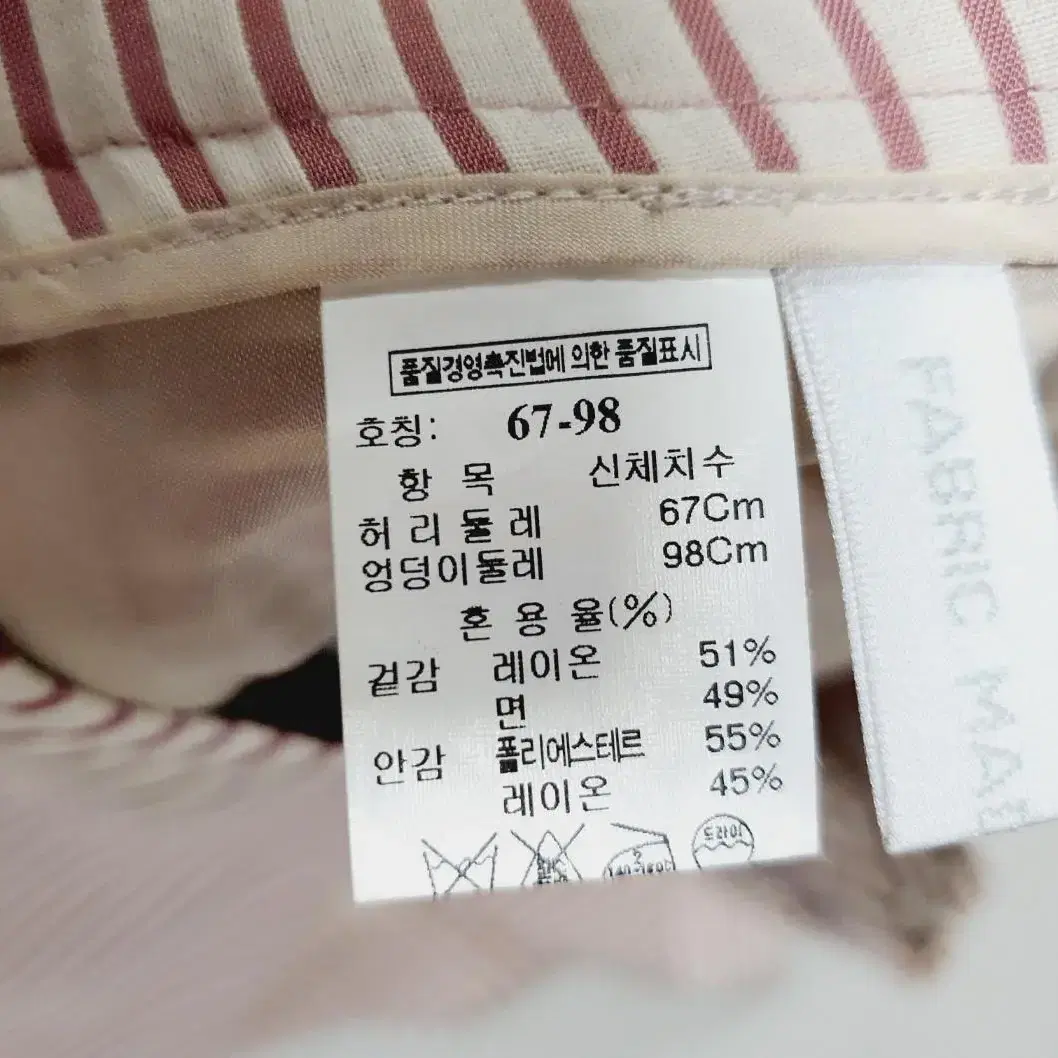 품질경영촉진법에 의한 품질표시
호칭: 67-98
항 목 신체치수
허 리 둘 레 67Cm
엉덩이둘레 98Cm
혼 용 율(%)
겉감 레이온 51%
면 49%
안감 폴리에스테르 55%
레이온 45%
드라이
FABRIC MA